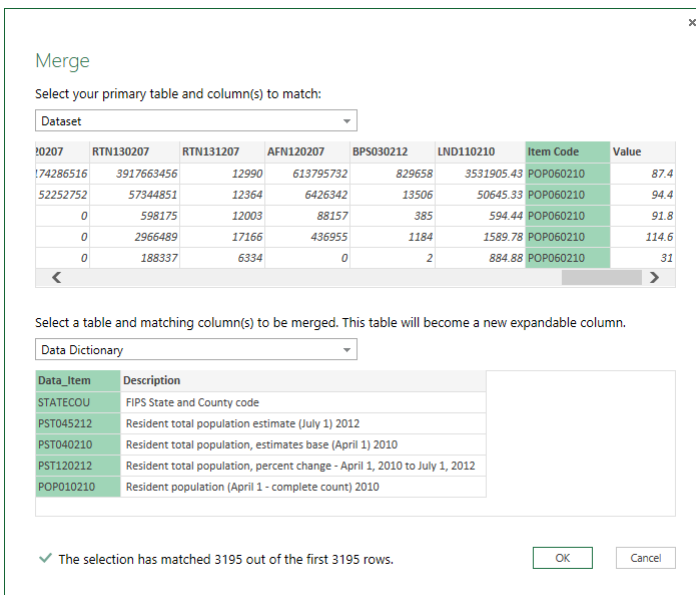 Merge
Select your primary table and column(s) to match:
Dataset
20207 RTN130207 RTN131207 AFN120207 BPS030212 LND110210 Item Code Value
174286516 3917663456 12990 613795732 829658 3531905.43 POP060210 87.4
52252752 57344851 12364 6426342 13506 50645.33 POP060210 94.4
0 598175 12003 88157 385 594.44 POP060210 91.8
0 2966489 17166 436955 1184 1589.78 POP060210 114.6
0 188337 6334 0 2 884.88 POP060210 31
Select a table and matching column(s) to be merged. This table will become a new expandable column.
Data Dictionary
Data_Item Description
STATECOU FIPS State and County code
PST045212 Resident total population estimate (July 1) 2012
PST040210 Resident total population, estimates base (April 1) 2010
PST120212 Resident total population, percent change - April 1, 2010 to July 1, 2012
POP010210 Resident population (April 1 - complete count) 2010
The selection has matched 3195 out of the first 3195 rows.
OK
Cancel